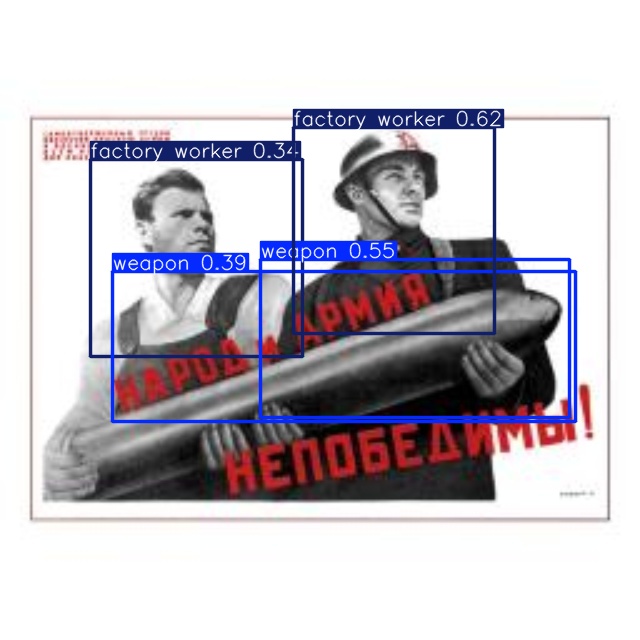 factory worker 0.62
factory worker 0.34
weapon 0.55
weapon 0.39
НАРОД И АРМИЯ
НЕПОБЕДИМЫ!